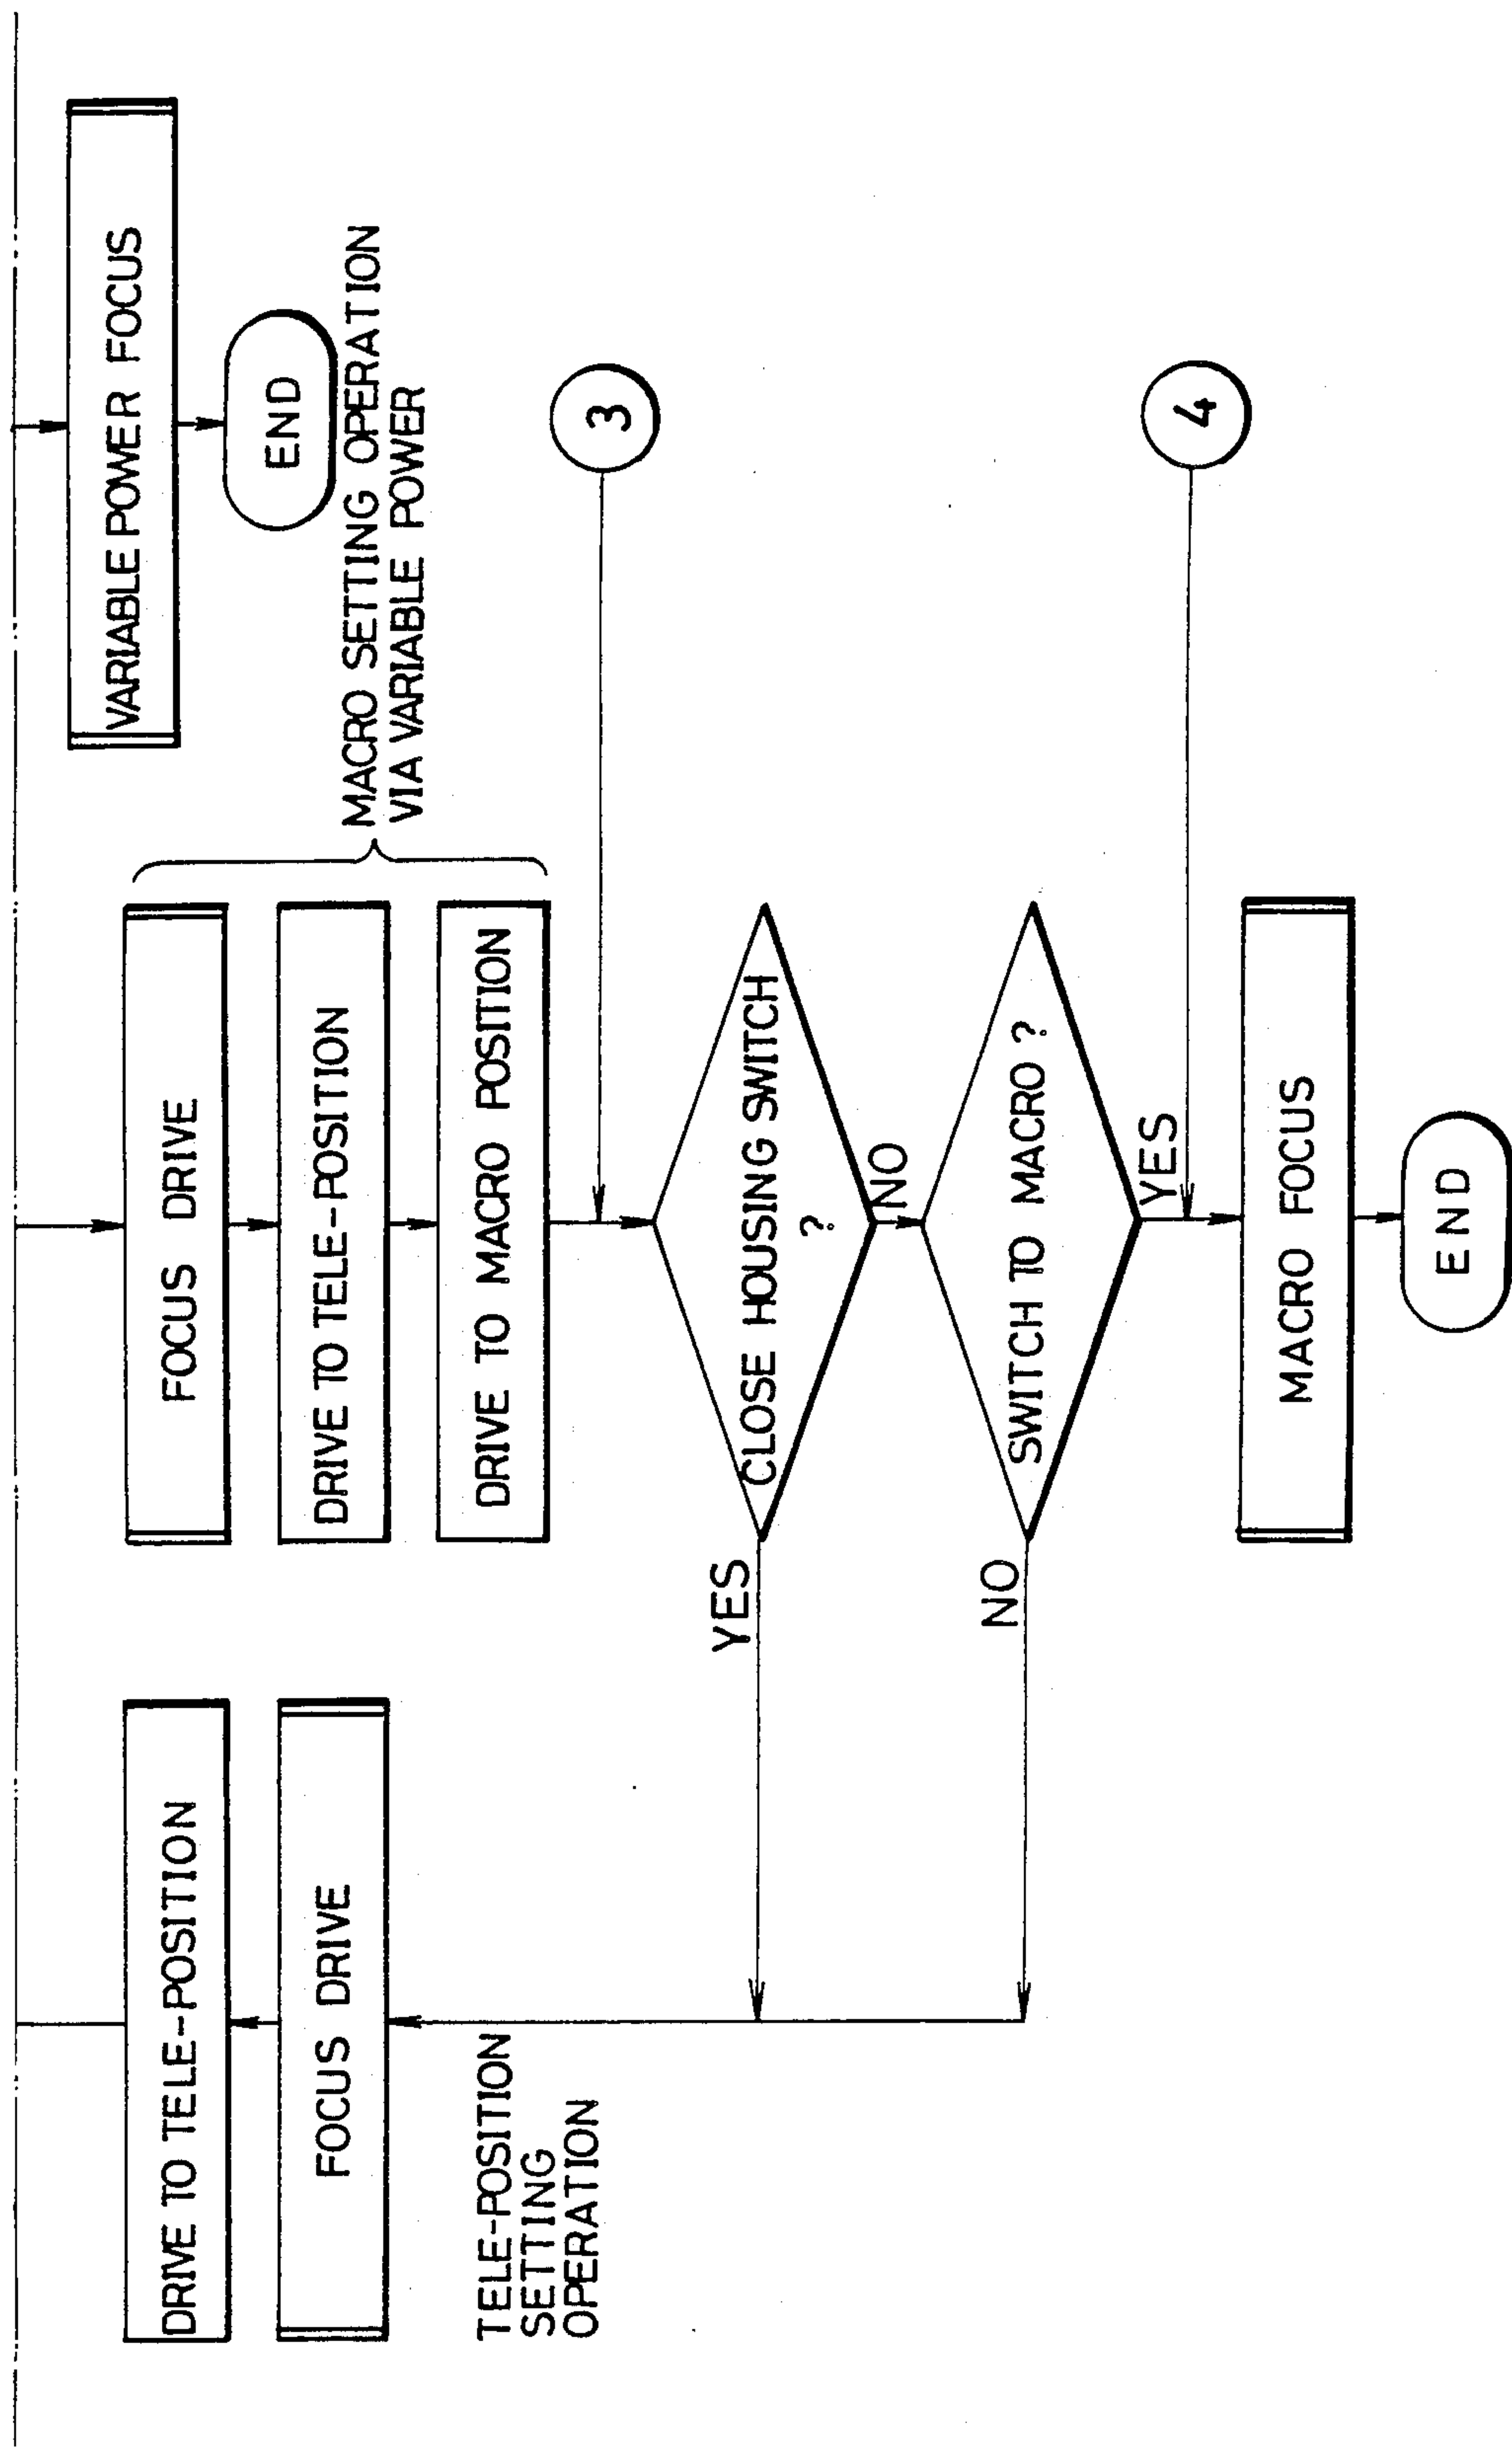 DRIVE TO TELE-POSITION
FOCUS DRIVE
TELE-POSITION
SETTING
OPERATION
FOCUS DRIVE
DRIVE TO TELE-POSITION
DRIVE TO MACRO POSITION
MACRO SETTING OPERATION
VIA VARIABLE POWER
VARIABLE POWER FOCUS
END
3
CLOSE HOUSING SWITCH
?
YES
NO
SWITCH TO MACRO ?
NO
YES
4
MACRO FOCUS
END